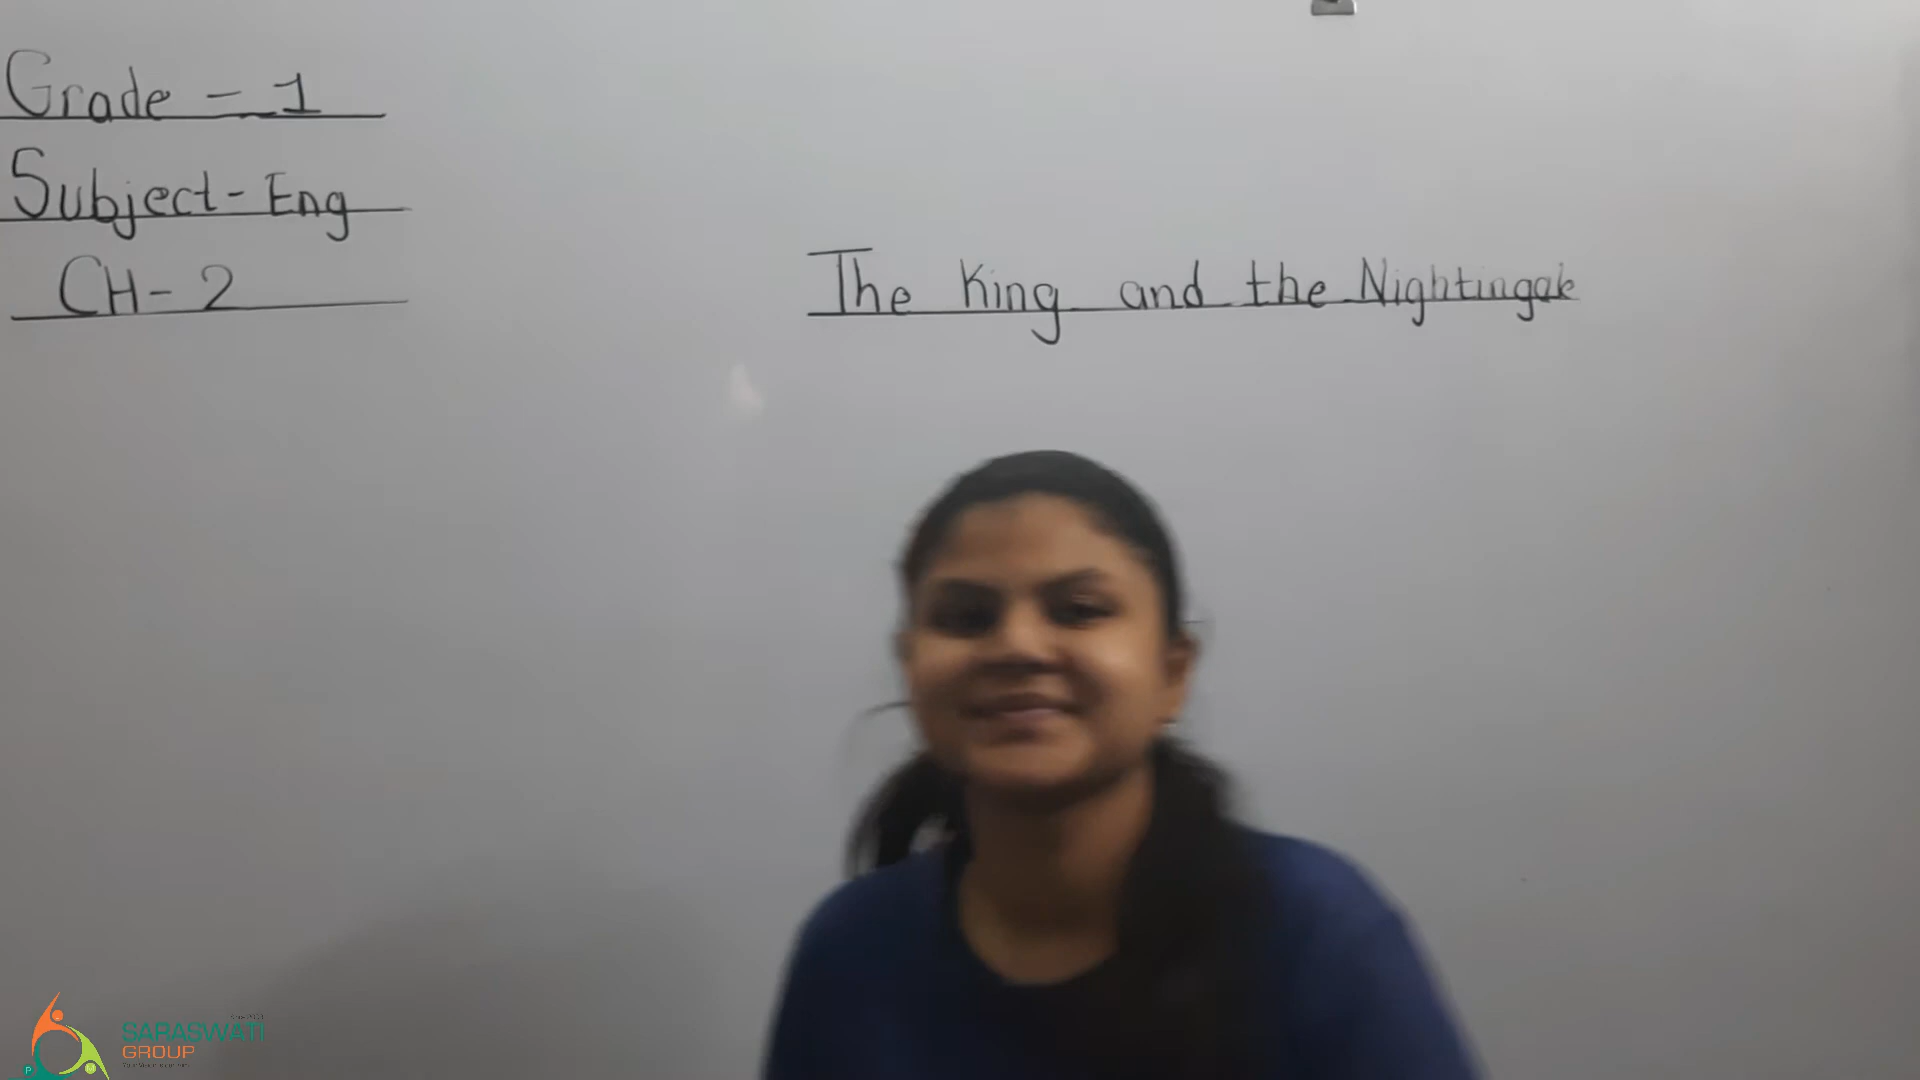 Grade - 1
Subject - Eng
CH - 2
The King and the Nightingale
SARASWATI
GROUP
P
M